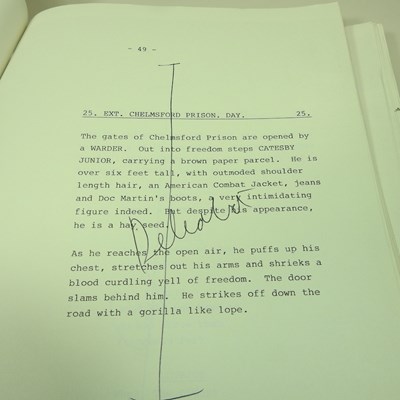 - 49 -
25. EXT. CHELMSFORD PRISON. DAY. 25.
The gates of Chelmsford Prison are opened by
a WARDER. Out into freedom steps CATESBY
JUNIOR, carrying a brown paper parcel. He is
over six feet tall, with outmoded shoulder
length hair, an American Combat Jacket, jeans
and Doc Martin's boots, a very intimidating
figure indeed. But despite his appearance,
he is a hay seed.
As he reaches the open air, he puffs up his
chest, stretches out his arms and shrieks a
blood curdling yell of freedom. The door
slams behind him. He strikes off down the
road with a gorilla like lope.